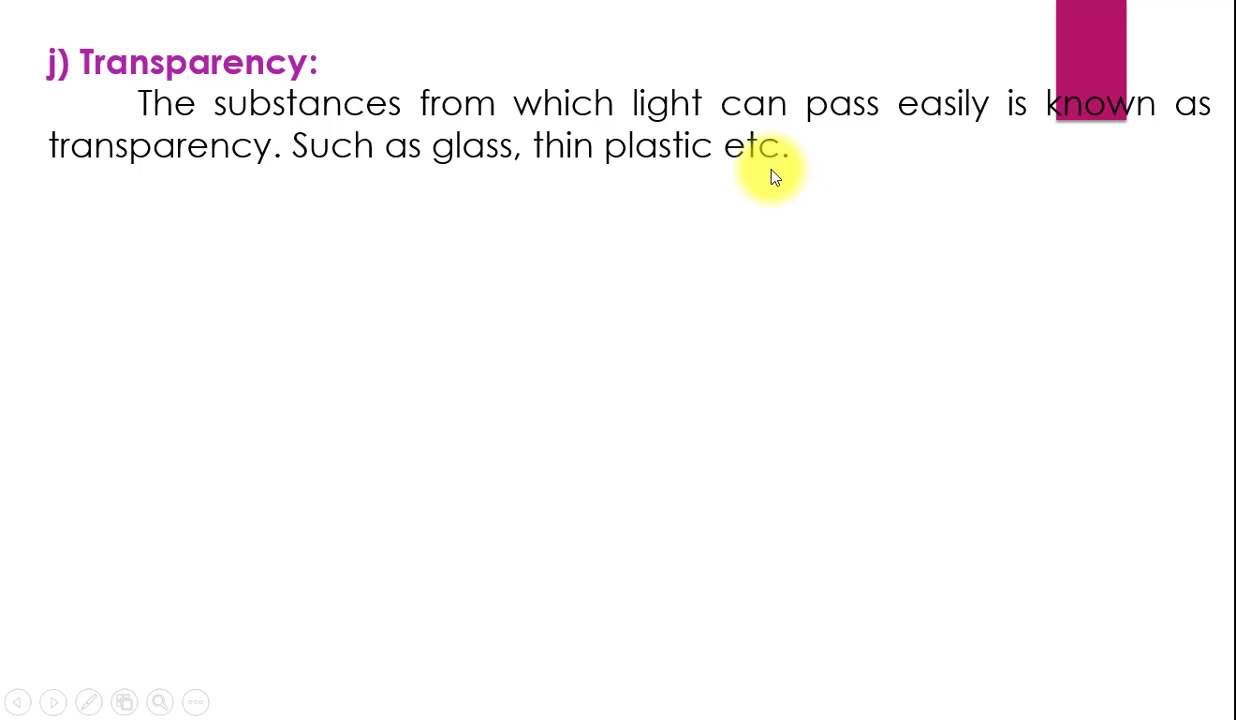 j) Transparency:
The substances from which light can pass easily is known as
transparency. Such as glass, thin plastic etc.